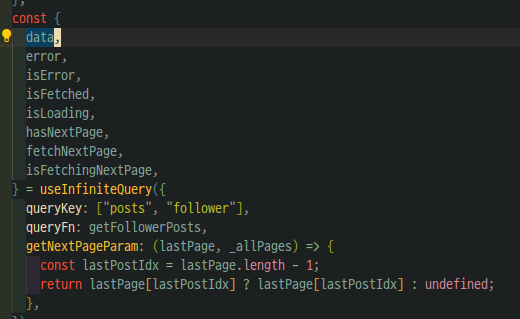 };
const {
data,
error,
isError,
isFetched,
isLoading,
hasNextPage,
fetchNextPage,
isFetchingNextPage,
} = useInfiniteQuery({
queryKey: ["posts", "follower"],
queryFn: getFollowerPosts,
getNextPageParam: (lastPage, _allPages) => {
const lastPostIdx = lastPage.length - 1;
return lastPage[lastPostIdx] ? lastPage[lastPostIdx] : undefined;
},